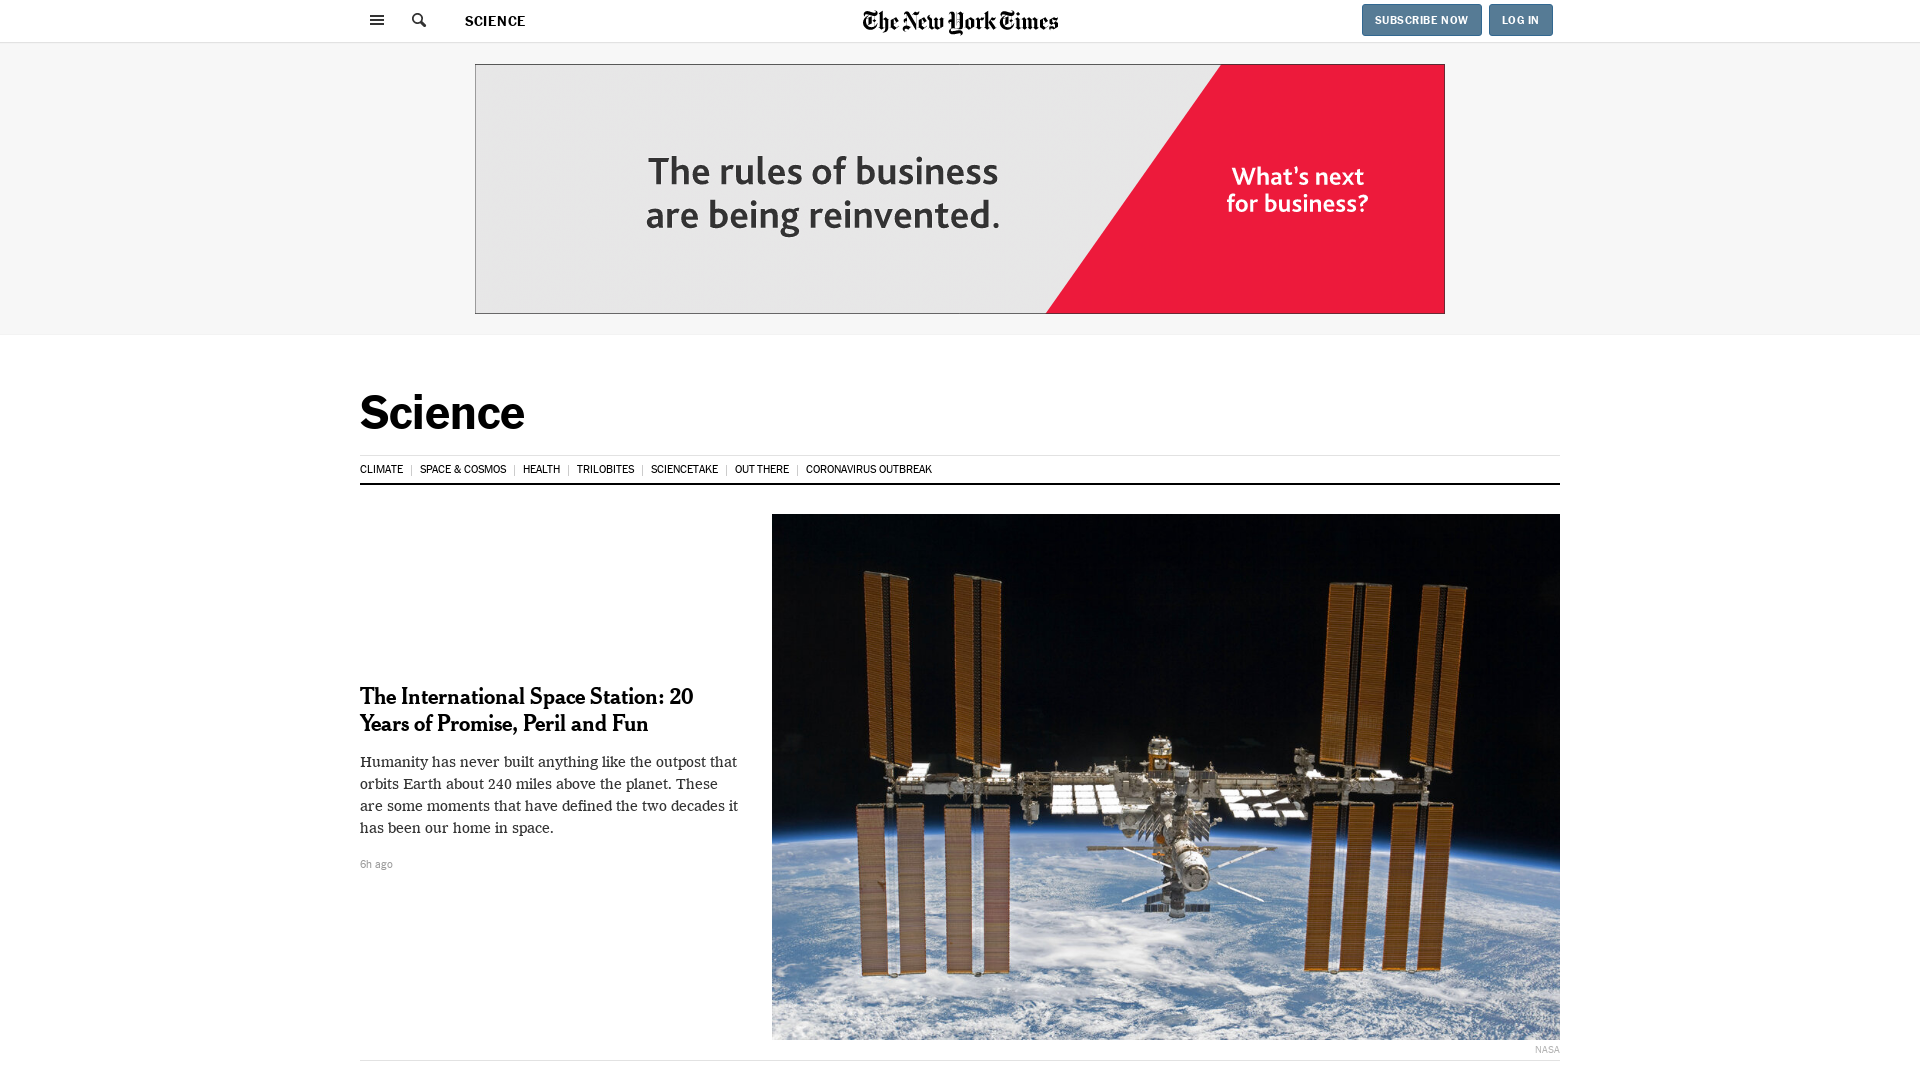 SCIENCE
The New York Times
SUBSCRIBE NOW
LOG IN
The rules of business
are being reinvented.
What's next
for business?
Science
CLIMATE
SPACE & COSMOS
HEALTH
TRILOBITES
SCIENCETAKE
OUT THERE
CORONAVIRUS OUTBREAK
The International Space Station: 20
Years of Promise, Peril and Fun
Humanity has never built anything like the outpost that
orbits Earth about 240 miles above the planet. These
are some moments that have defined the two decades it
has been our home in space.
6h ago
NASA